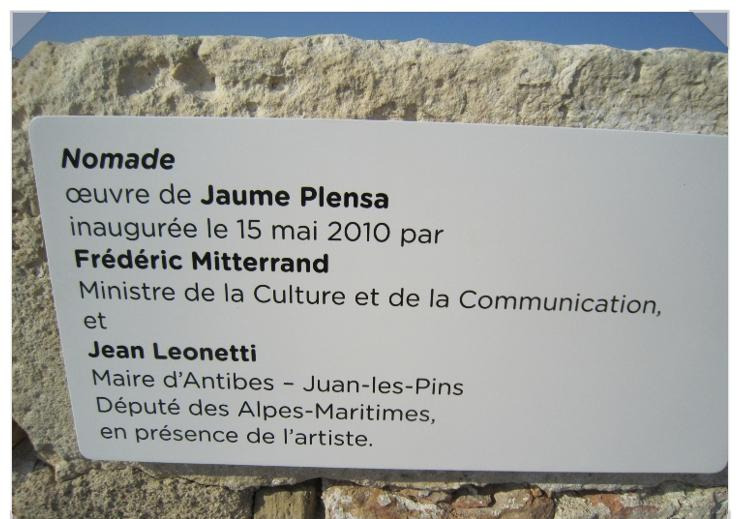 Nomade
œuvre de Jaume Plensa
inaugurée le 15 mai 2010 par
Frédéric Mitterrand
Ministre de la Culture et de la Communication,
et
Jean Leonetti
Maire d'Antibes – Juan-les-Pins
Député des Alpes-Maritimes,
en présence de l'artiste.